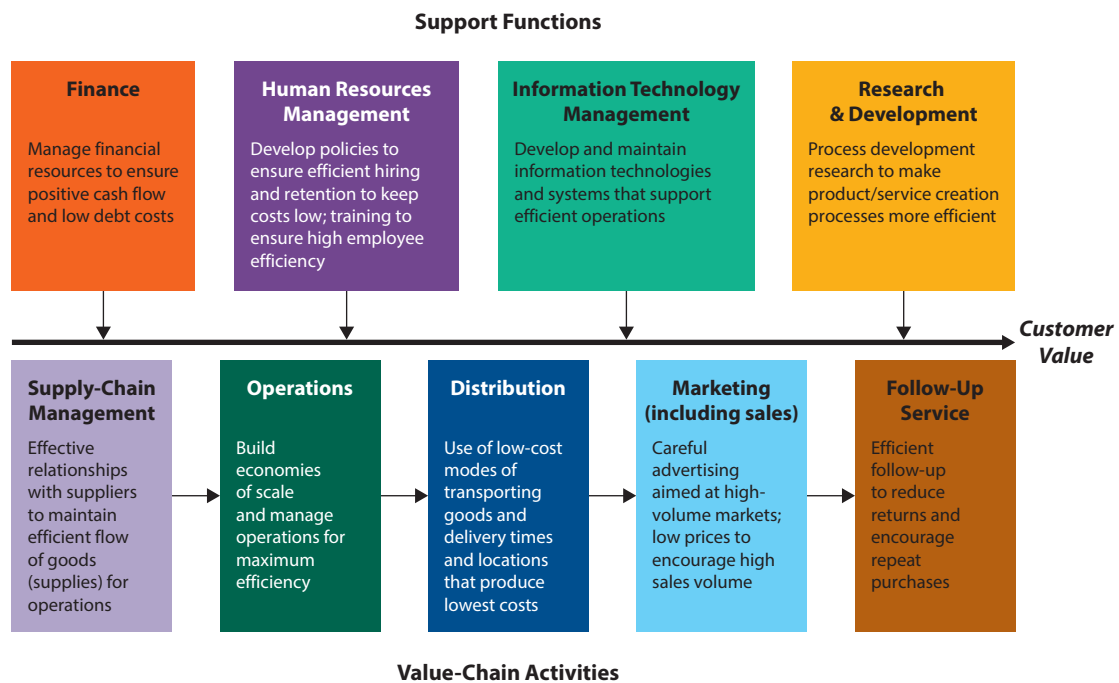 Support Functions
Finance
Manage financial
resources to ensure
positive cash flow
and low debt costs
Human Resources
Management
Develop policies to
ensure efficient hiring
and retention to keep
costs low; training to
ensure high employee
efficiency
Information Technology
Management
Develop and maintain
information technologies
and systems that support
efficient operations
Research
& Development
Process development
research to make
product/service creation
processes more efficient
Customer
Value
Supply-Chain
Management
Effective
relationships
with suppliers
to maintain
efficient flow
of goods
(supplies) for
operations
Operations
Build
economies
of scale
and manage
operations for
maximum
efficiency
Distribution
Use of low-cost
modes of
transporting
goods and
delivery times
and locations
that produce
lowest costs
Marketing
(including sales)
Careful
advertising
aimed at high-
volume markets;
low prices to
encourage high
sales volume
Follow-Up
Service
Efficient
follow-up
to reduce
returns and
encourage
repeat
purchases
Value-Chain Activities